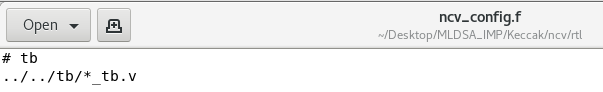 Open
ncv_config.f
~/Desktop/MLDSA_IMP/Keccak/ncv/rtl
# tb
../../tb/*_tb.v